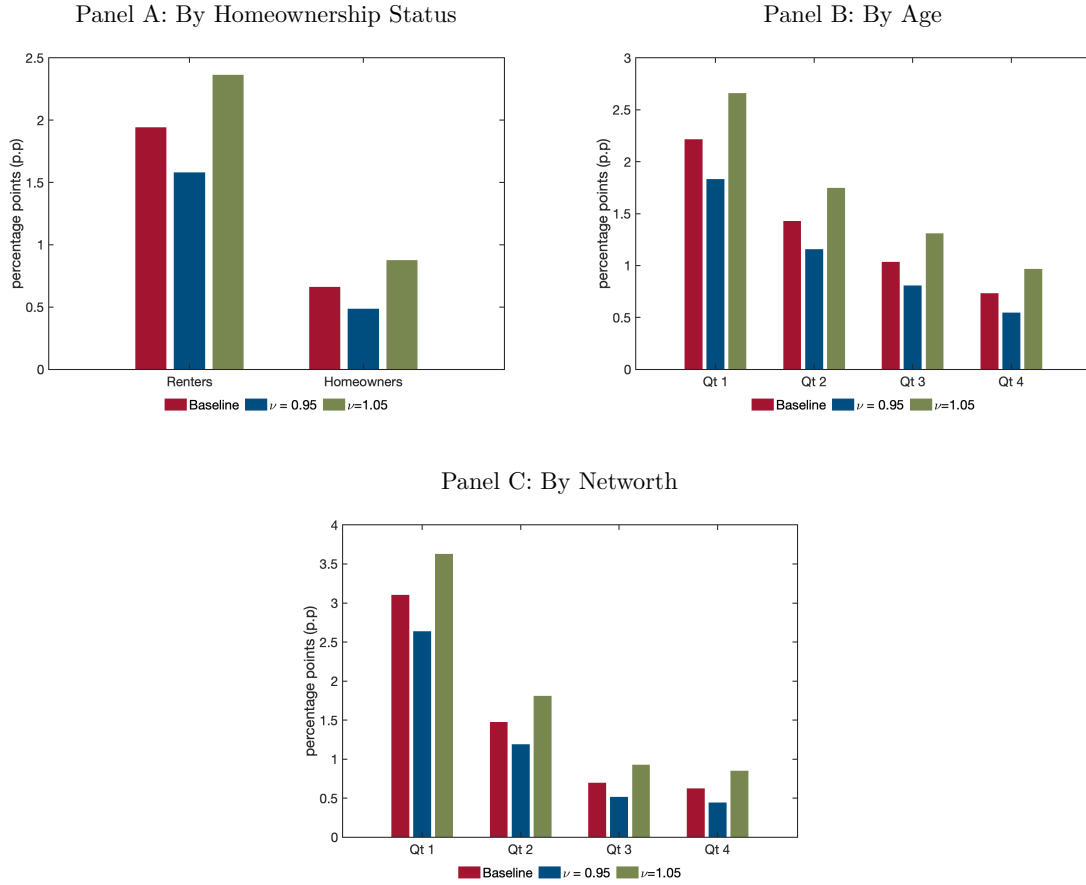 Panel A: By Homeownership Status
2.5
2
1.5
1
0.5
0
percentage points (p.p)
Renters Homeowners
Baseline ν = 0.95 ν=1.05
Panel B: By Age
3
2.5
2
1.5
1
0.5
0
percentage points (p.p)
Qt 1 Qt 2 Qt 3 Qt 4
Baseline ν = 0.95 ν=1.05
Panel C: By Networth
4
3.5
3
2.5
2
1.5
1
0.5
0
percentage points (p.p)
Qt 1 Qt 2 Qt 3 Qt 4
Baseline ν = 0.95 ν=1.05